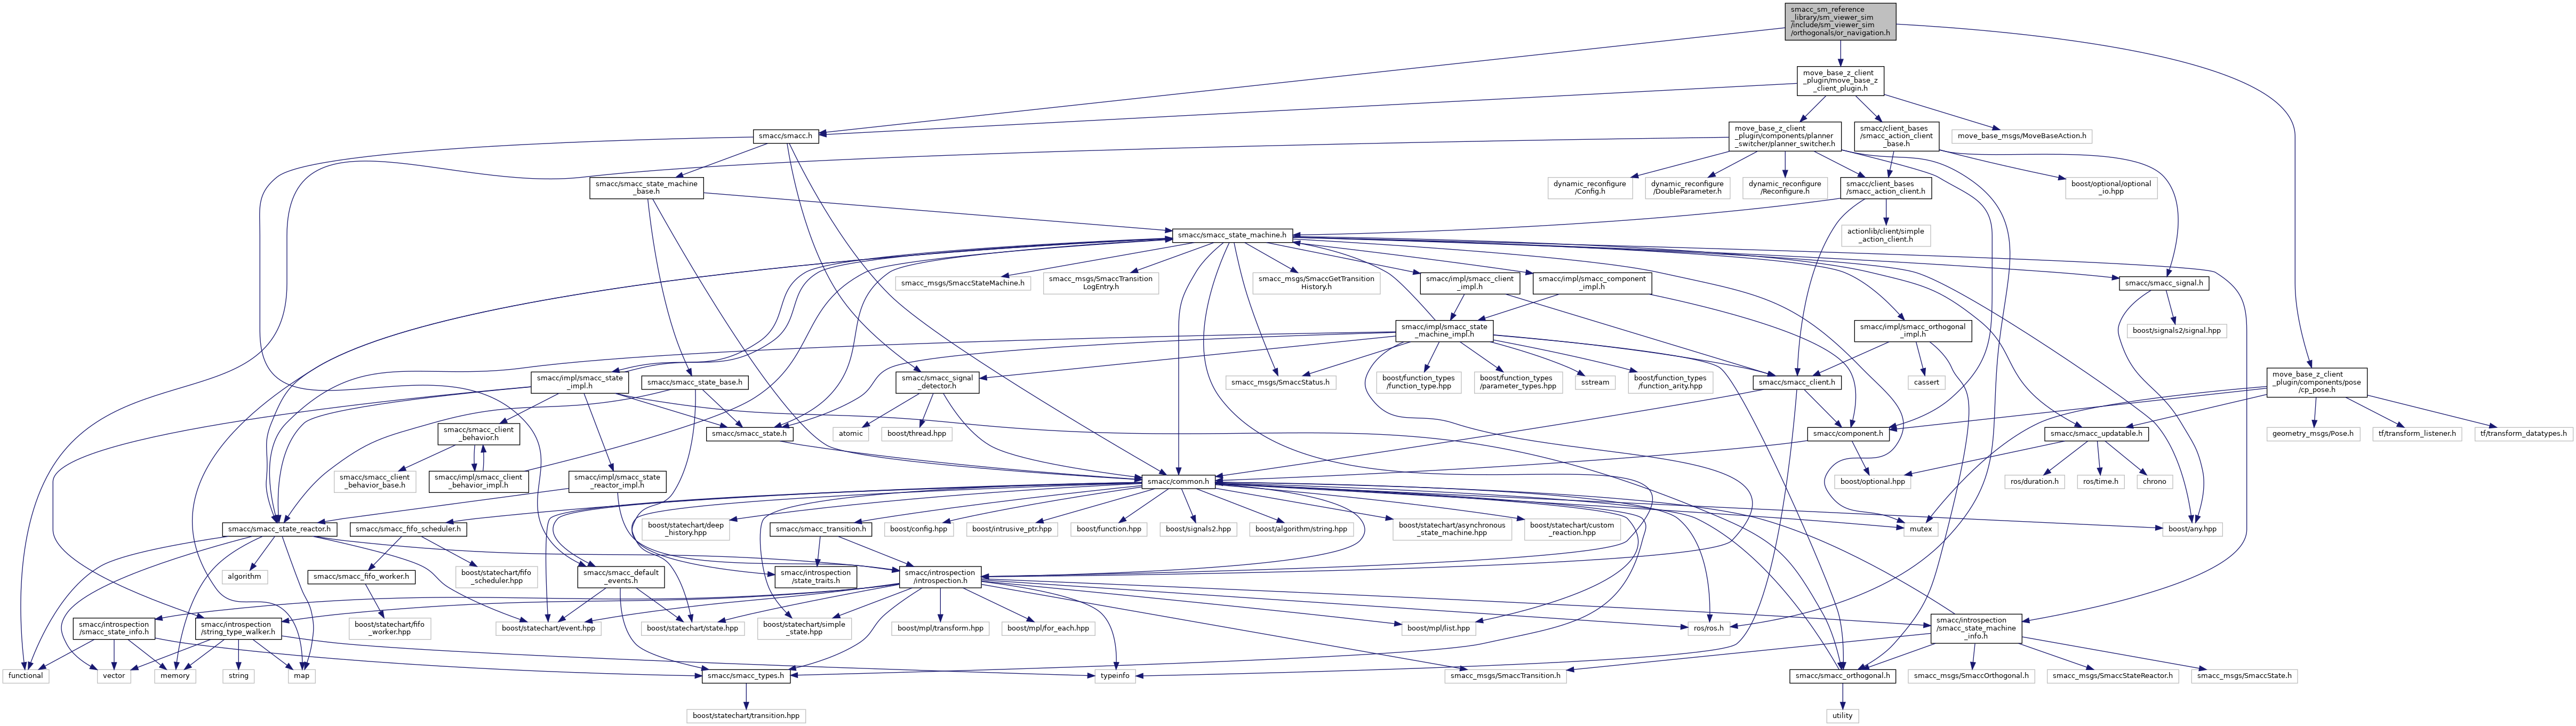 smacc_sm_reference
_library/sm_viewer_sim
/include/sm_viewer_sim
/orthogonals/or_navigation.h
move_base_z_client
_plugin/move_base_z
_client_plugin.h
smacc/smacc.h
move_base_z_client
_plugin/components/planner
_switcher/planner_switcher.h
smacc/client_bases
/smacc_action_client
_base.h
move_base_msgs/MoveBaseAction.h
smacc/smacc_state_machine
_base.h
dynamic_reconfigure
/Config.h
dynamic_reconfigure
/DoubleParameter.h
dynamic_reconfigure
/Reconfigure.h
smacc/client_bases
/smacc_action_client.h
boost/optional/optional
_io.hpp
smacc/smacc_state_machine.h
actionlib/client/simple
_action_client.h
smacc_msgs/SmaccStateMachine.h
smacc_msgs/SmaccTransition
LogEntry.h
smacc_msgs/SmaccGetTransition
History.h
smacc/impl/smacc_client
_impl.h
smacc/impl/smacc_component
_impl.h
smacc/smacc_signal.h
smacc/impl/smacc_state
_machine_impl.h
smacc/impl/smacc_orthogonal
_impl.h
boost/signals2/signal.hpp
smacc/impl/smacc_state
_impl.h
smacc/smacc_state_base.h
smacc/smacc_signal
_detector.h
smacc_msgs/SmaccStatus.h
boost/function_types
/function_type.hpp
boost/function_types
/parameter_types.hpp
sstream
boost/function_types
/function_arity.hpp
smacc/smacc_client.h
cassert
move_base_z_client
_plugin/components/pose
/cp_pose.h
smacc/smacc_client
_behavior.h
smacc/smacc_state.h
atomic
boost/thread.hpp
smacc/component.h
smacc/smacc_updatable.h
geometry_msgs/Pose.h
tf/transform_listener.h
tf/transform_datatypes.h
smacc/smacc_client
_behavior_base.h
smacc/impl/smacc_client
_behavior_impl.h
smacc/impl/smacc_state
_reactor_impl.h
smacc/common.h
boost/optional.hpp
ros/duration.h
ros/time.h
chrono
smacc/smacc_state_reactor.h
smacc/smacc_fifo_scheduler.h
boost/statechart/deep
_history.hpp
smacc/smacc_transition.h
boost/config.hpp
boost/intrusive_ptr.hpp
boost/function.hpp
boost/signals2.hpp
boost/algorithm/string.hpp
boost/statechart/asynchronous
_state_machine.hpp
boost/statechart/custom
_reaction.hpp
mutex
boost/any.hpp
algorithm
smacc/smacc_fifo_worker.h
boost/statechart/fifo
_scheduler.hpp
smacc/smacc_default
_events.h
smacc/introspection
/state_traits.h
smacc/introspection
/introspection.h
smacc/introspection
/smacc_state_info.h
smacc/introspection
/string_type_walker.h
boost/statechart/fifo
_worker.hpp
boost/statechart/event.hpp
boost/statechart/state.hpp
boost/statechart/simple
_state.hpp
boost/mpl/transform.hpp
boost/mpl/for_each.hpp
boost/mpl/list.hpp
ros/ros.h
smacc/introspection
/smacc_state_machine
_info.h
functional
vector
memory
string
map
smacc/smacc_types.h
typeinfo
smacc_msgs/SmaccTransition.h
smacc/smacc_orthogonal.h
smacc_msgs/SmaccOrthogonal.h
smacc_msgs/SmaccStateReactor.h
smacc_msgs/SmaccState.h
boost/statechart/transition.hpp
utility